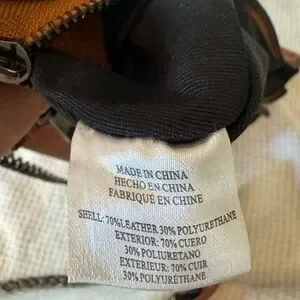 MADE IN CHINA
HECHO EN CHINA
FABRIQUÉ EN CHINE
SHELL: 70%LEATHER 30% POLYURETHANE
EXTERIOR: 70% CUERO
30% POLIURETANO
EXTERIEUR: 70% CUIR
30% POLYURETHANE